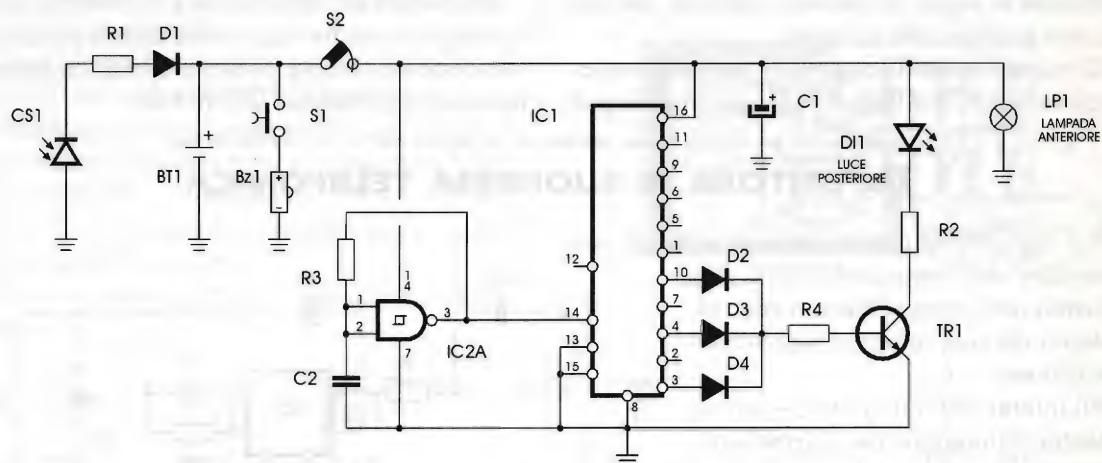 S2
R1
D1
CS1
BT1
+
S1
Bz1
-
IC1
16
11
9
6
5
1
10
7
4
2
3
12
14
13
15
8
C1
+
DI1
LUCE
POSTERIORE
LP1
LAMPADA
ANTERIORE
R2
R3
1
2
1
4
3
7
IC2A
C2
D2
D3
D4
R4
TR1